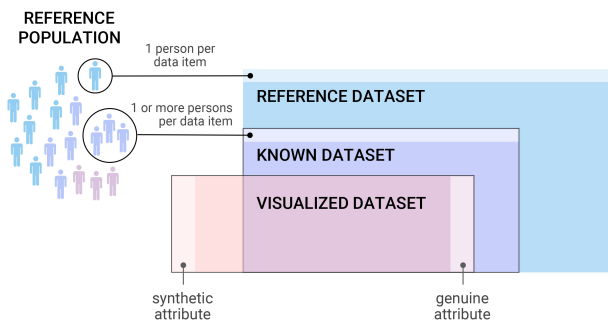 REFERENCE
POPULATION
1 person per
data item
1 or more persons
per data item
REFERENCE DATASET
KNOWN DATASET
VISUALIZED DATASET
synthetic
attribute
genuine
attribute